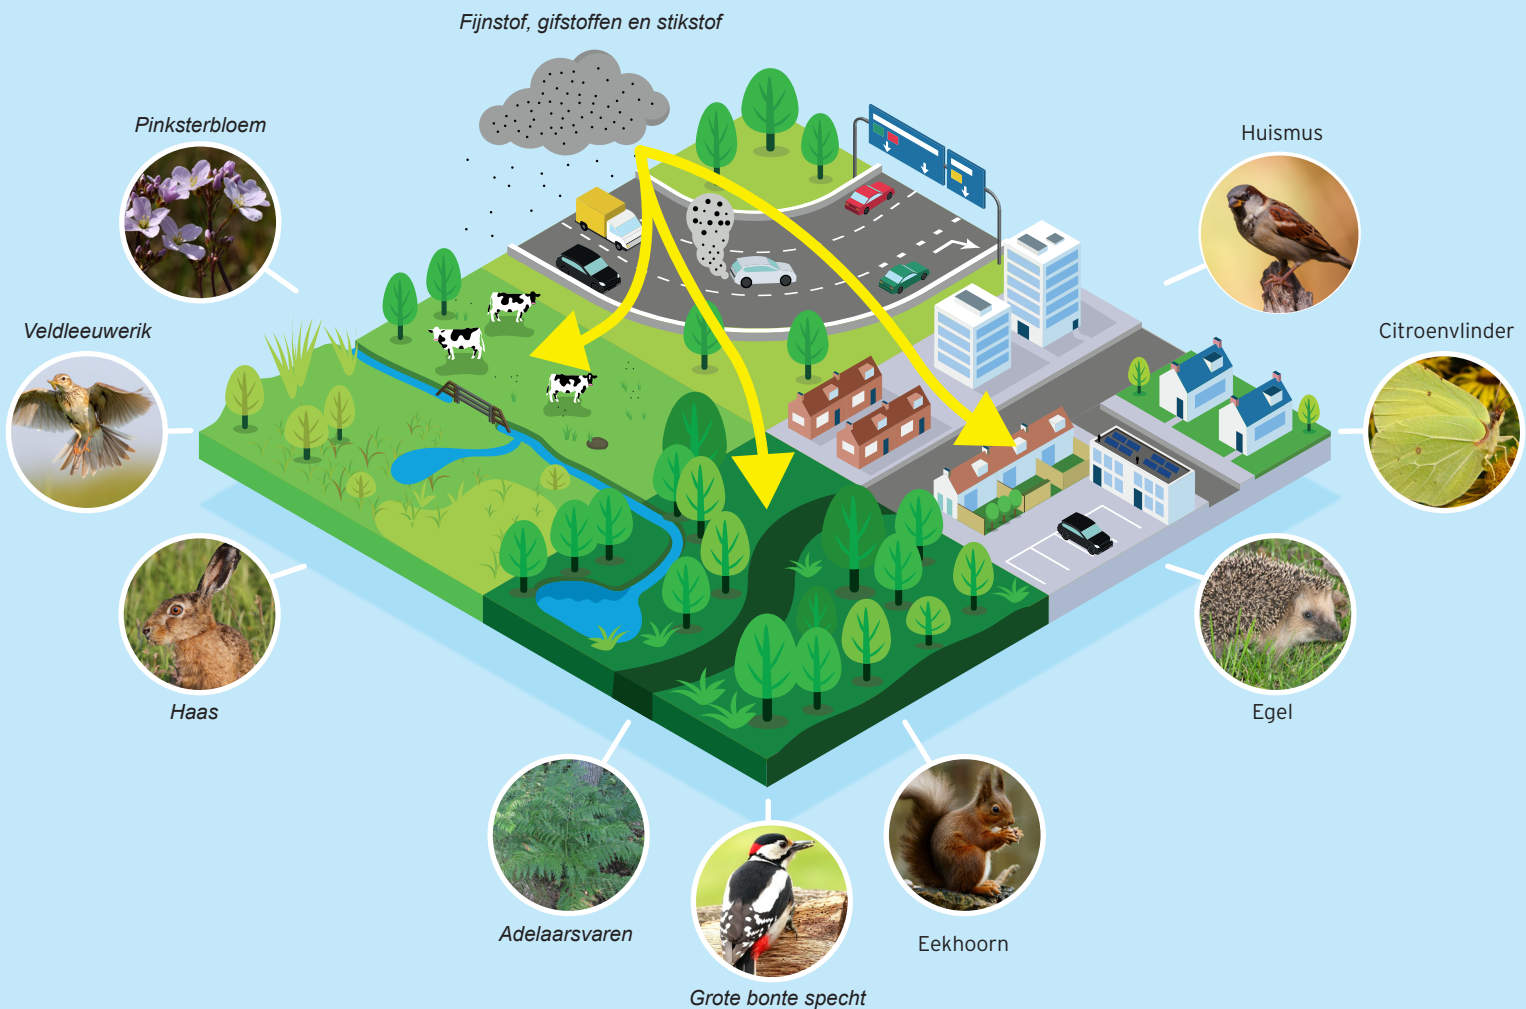 Fijnstof, gifstoffen en stikstof
Pinksterbloem
Huismus
Veldleeuwerik
Citroenvlinder
Haas
Egel
Adelaarsvaren
Eekhoorn
Grote bonte specht